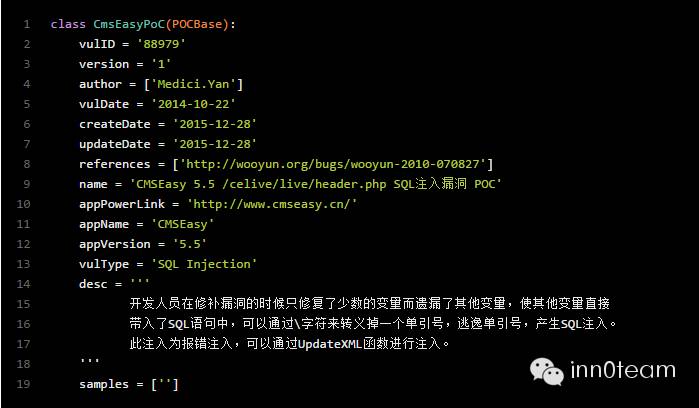 1 class CmsEasyPoC(POCBase):
2 vulID = '88979'
3 version = '1'
4 author = ['Medici.Yan']
5 vulDate = '2014-10-22'
6 createDate = '2015-12-28'
7 updateDate = '2015-12-28'
8 references = ['http://wooyun.org/bugs/wooyun-2010-070827']
9 name = 'CMSEasy 5.5 /celive/live/header.php SQL注入漏洞 POC'
10 appPowerLink = 'http://www.cmseasy.cn/'
11 appName = 'CMSEasy'
12 appVersion = '5.5'
13 vulType = 'SQL Injection'
14 desc = '''
15 开发人员在修补漏洞的时候只修复了少数的变量而遗漏了其他变量，使其他变量直接
16 带入了SQL语句中，可以通过\字符来转义掉一个单引号，逃逸单引号，产生SQL注入。
17 此注入为报错注入，可以通过UpdateXML函数进行注入。
18 '''
19 samples = ['']
inn0team